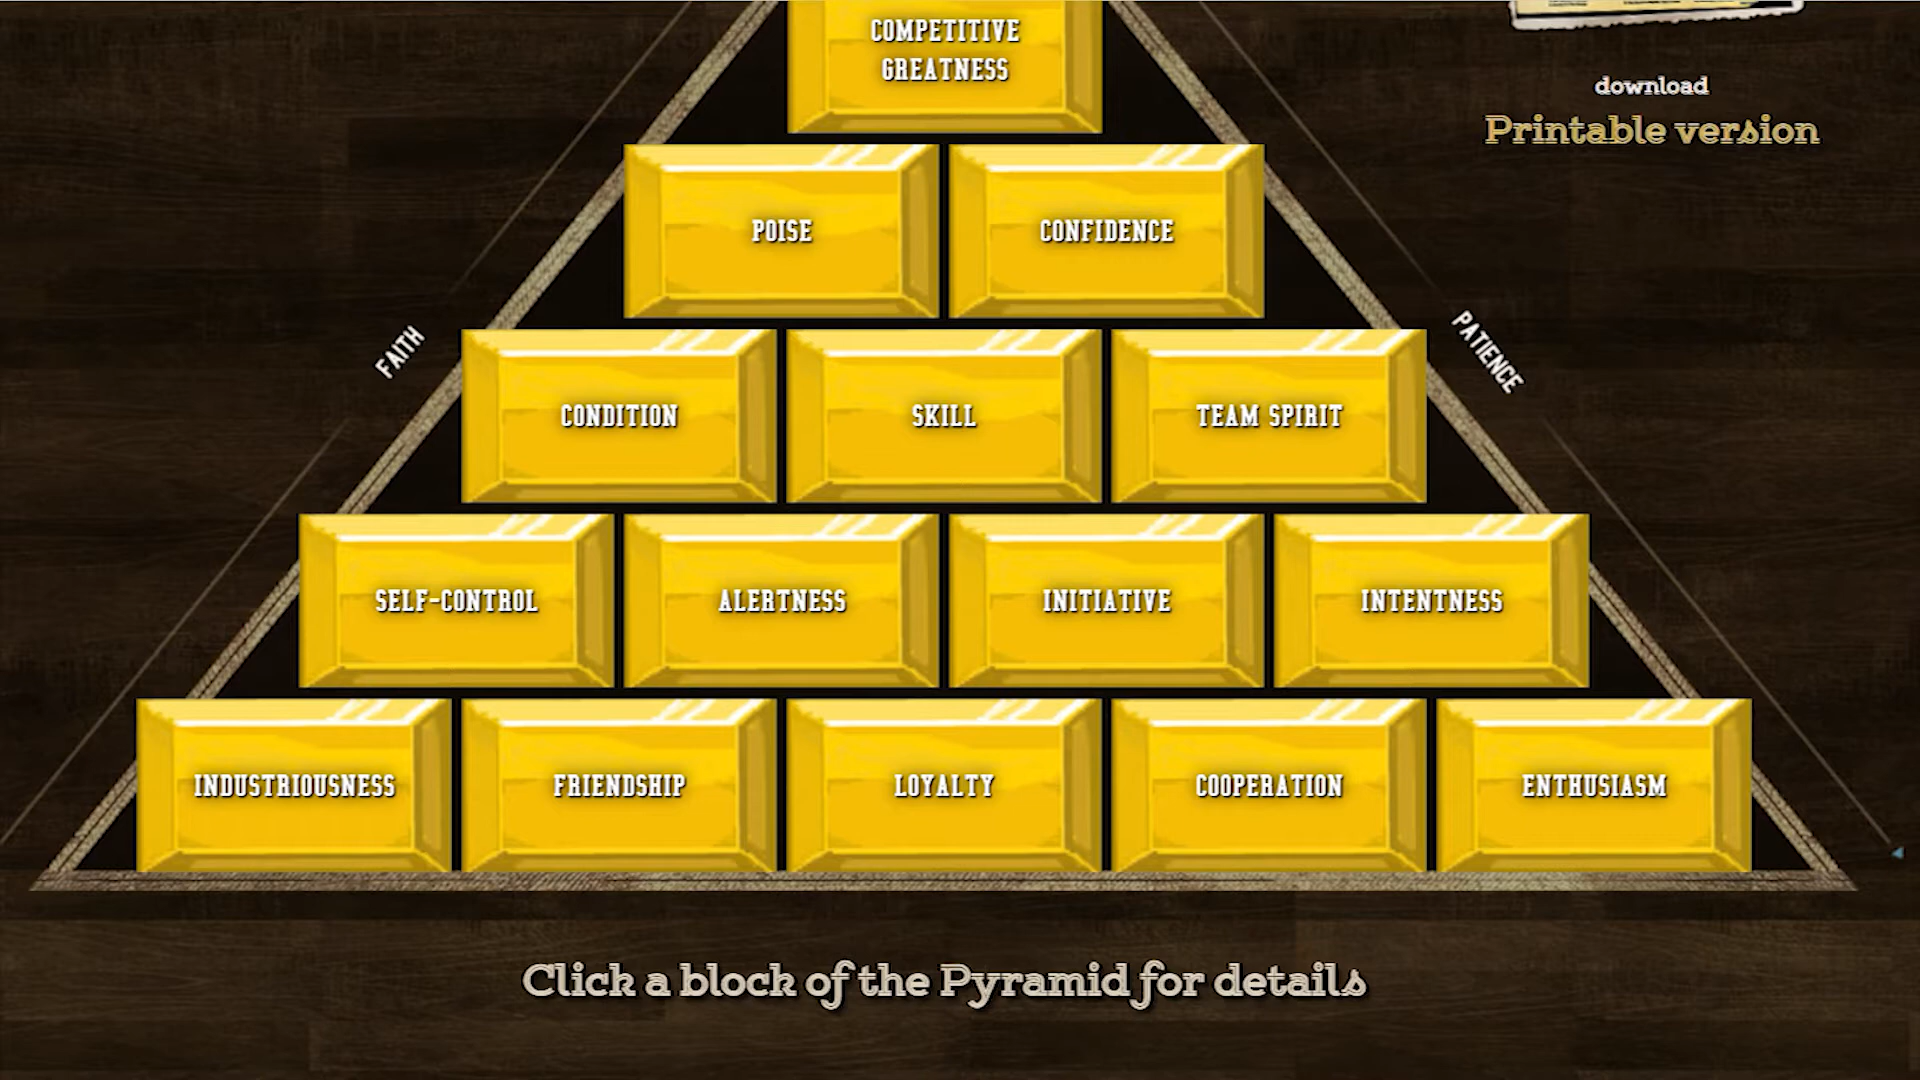 COMPETITIVE
GREATNESS
download
Printable version
POISE
CONFIDENCE
FAITH
PATIENCE
CONDITION
SKILL
TEAM SPIRIT
SELF-CONTROL
ALERTNESS
INITIATIVE
INTENTNESS
INDUSTRIOUSNESS
FRIENDSHIP
LOYALTY
COOPERATION
ENTHUSIASM
Click a block of the Pyramid for details